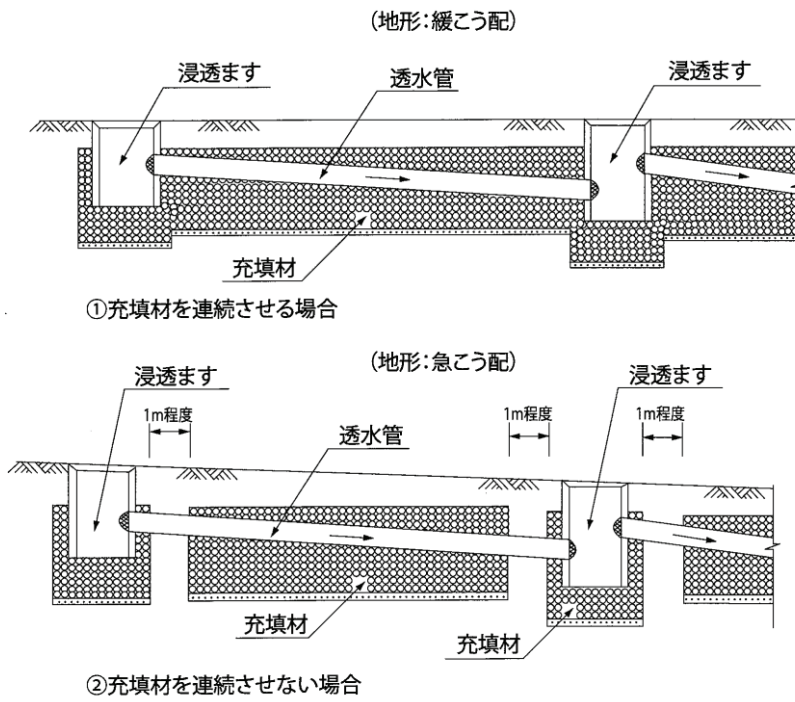 (地形：緩こう配)
浸透ます
透水管
浸透ます
充填材
①充填材を連続させる場合
(地形：急こう配)
浸透ます
浸透ます
1m程度
1m程度
1m程度
透水管
充填材
充填材
②充填材を連続させない場合